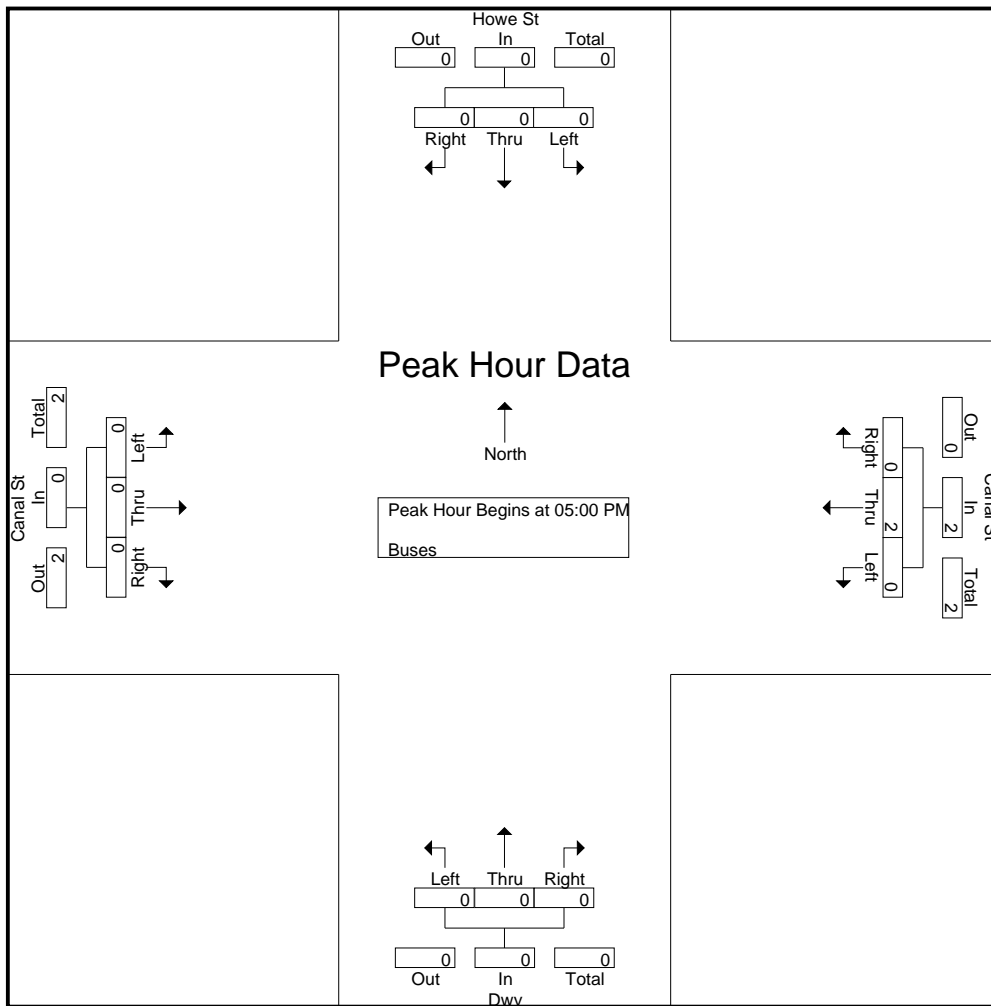 Howe St
Out In Total
0 0 0
0 0 0
Right Thru Left
Peak Hour Data
North
Peak Hour Begins at 05:00 PM
Buses
Canal St
Out In Total
2 0 2
0 0 0
Right Thru Left
Canal St
Out In Total
0 2 2
0 2 0
Right Thru Left
Left Thru Right
0 0 0
0 0 0
Out In Total
Dwy